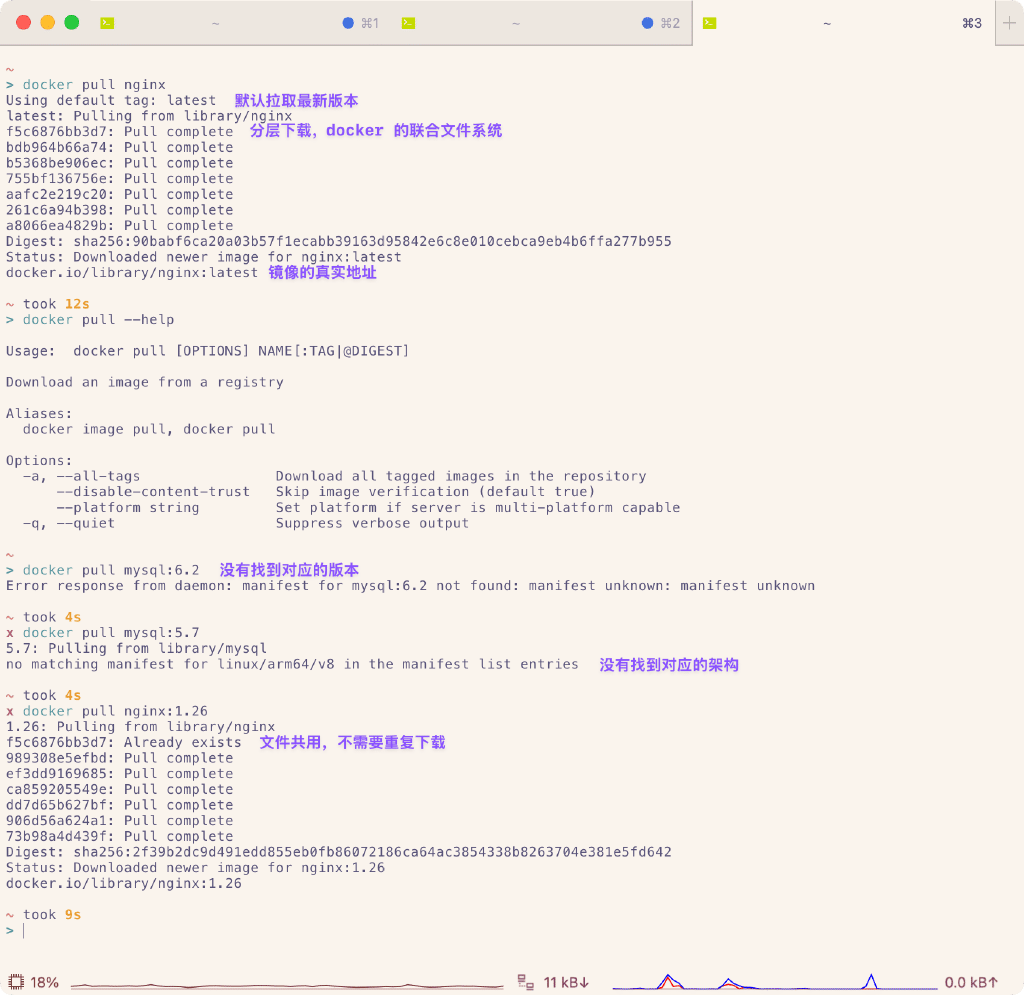 ~ ⌘1 ~ ⌘2 ~ ⌘3
~
> docker pull nginx
Using default tag: latest 默认拉取最新版本
latest: Pulling from library/nginx
f5c6876bb3d7: Pull complete 分层下载，docker 的联合文件系统
bdb964b66a74: Pull complete
b5368be906ec: Pull complete
755bf136756e: Pull complete
aafc2e219c20: Pull complete
261c6a94b398: Pull complete
a8066ea4829b: Pull complete
Digest: sha256:90babf6ca20a03b57f1ecabb39163d95842e6c8e010cebca9eb4b6ffa277b955
Status: Downloaded newer image for nginx:latest
docker.io/library/nginx:latest 镜像的真实地址
~ took 12s
> docker pull --help
Usage:  docker pull [OPTIONS] NAME[:TAG|@DIGEST]
Download an image from a registry
Aliases:
  docker image pull, docker pull
Options:
  -a, --all-tags                Download all tagged images in the repository
      --disable-content-trust   Skip image verification (default true)
      --platform string         Set platform if server is multi-platform capable
  -q, --quiet                   Suppress verbose output
~
> docker pull mysql:6.2 没有找到对应的版本
Error response from daemon: manifest for mysql:6.2 not found: manifest unknown: manifest unknown
~ took 4s
x docker pull mysql:5.7
5.7: Pulling from library/mysql
no matching manifest for linux/arm64/v8 in the manifest list entries 没有找到对应的架构
~ took 4s
x docker pull nginx:1.26
1.26: Pulling from library/nginx
f5c6876bb3d7: Already exists 文件共用，不需要重复下载
989308e5efbd: Pull complete
ef3dd9169685: Pull complete
ca859205549e: Pull complete
dd7d65b627bf: Pull complete
906d56a624a1: Pull complete
73b98a4d439f: Pull complete
Digest: sha256:2f39b2dc9d491edd855eb0fb86072186ca64ac3854338b8263704e381e5fd642
Status: Downloaded newer image for nginx:1.26
docker.io/library/nginx:1.26
~ took 9s
>
18% 11 kB↓ 0.0 kB↑